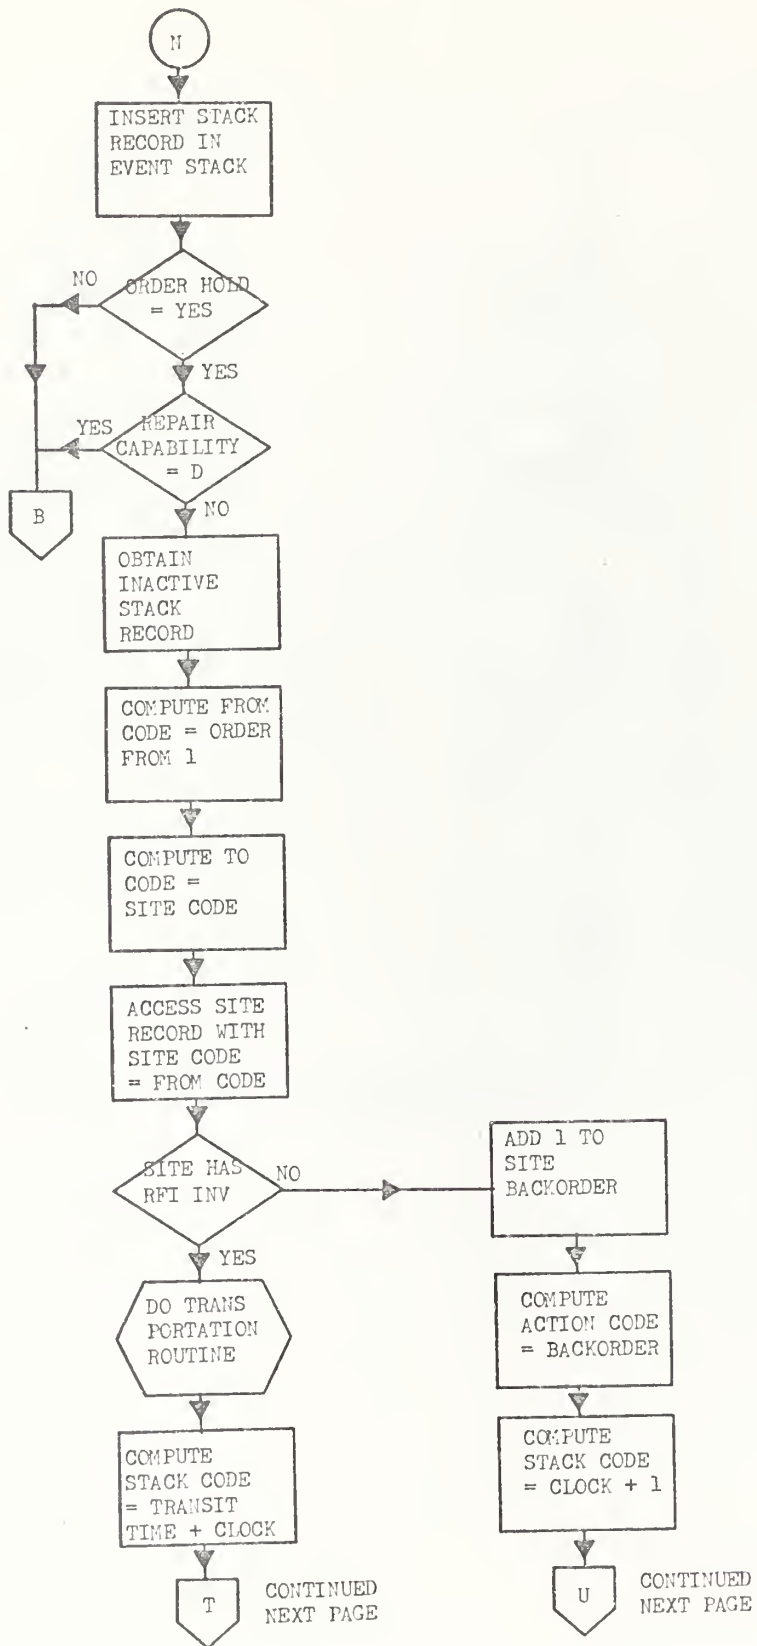 N
INSERT STACK
RECORD IN
EVENT STACK
NO
ORDER HOLD
= YES
YES
YES
REPAIR
CAPABILITY
= D
B
NO
OBTAIN
INACTIVE
STACK
RECORD
COMPUTE FROM
CODE = ORDER
FROM 1
COMPUTE TO
CODE =
SITE CODE
ACCESS SITE
RECORD WITH
SITE CODE
= FROM CODE
SITE HAS
RFI INV
NO
ADD 1 TO
SITE
BACKORDER
YES
DO TRANS
PORTATION
ROUTINE
COMPUTE
ACTION CODE
= BACKORDER
COMPUTE
STACK CODE
= TRANSIT
TIME + CLOCK
COMPUTE
STACK CODE
= CLOCK + 1
T
CONTINUED
NEXT PAGE
U
CONTINUED
NEXT PAGE